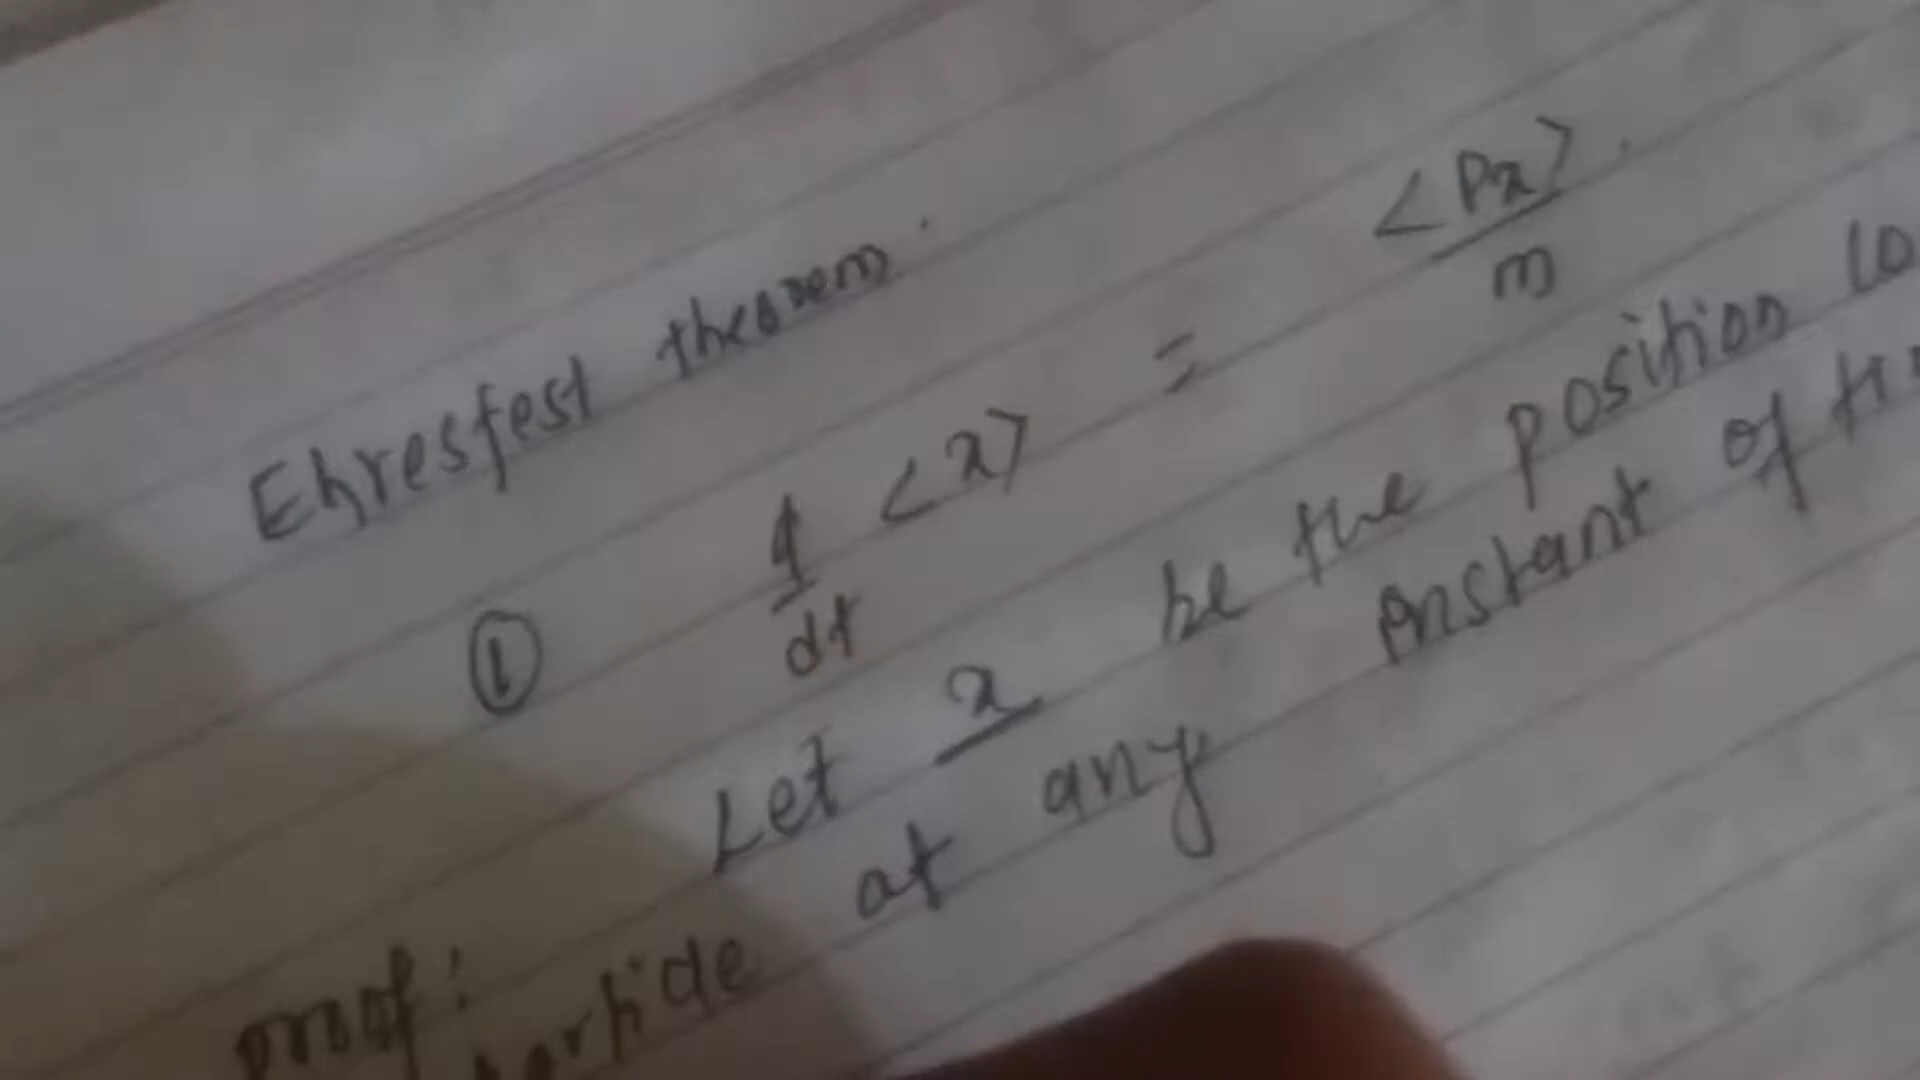 Ehresfest theorem.
① d/dt <x> = <Px>/m.
proof: Let x be the position
particle at any instant of